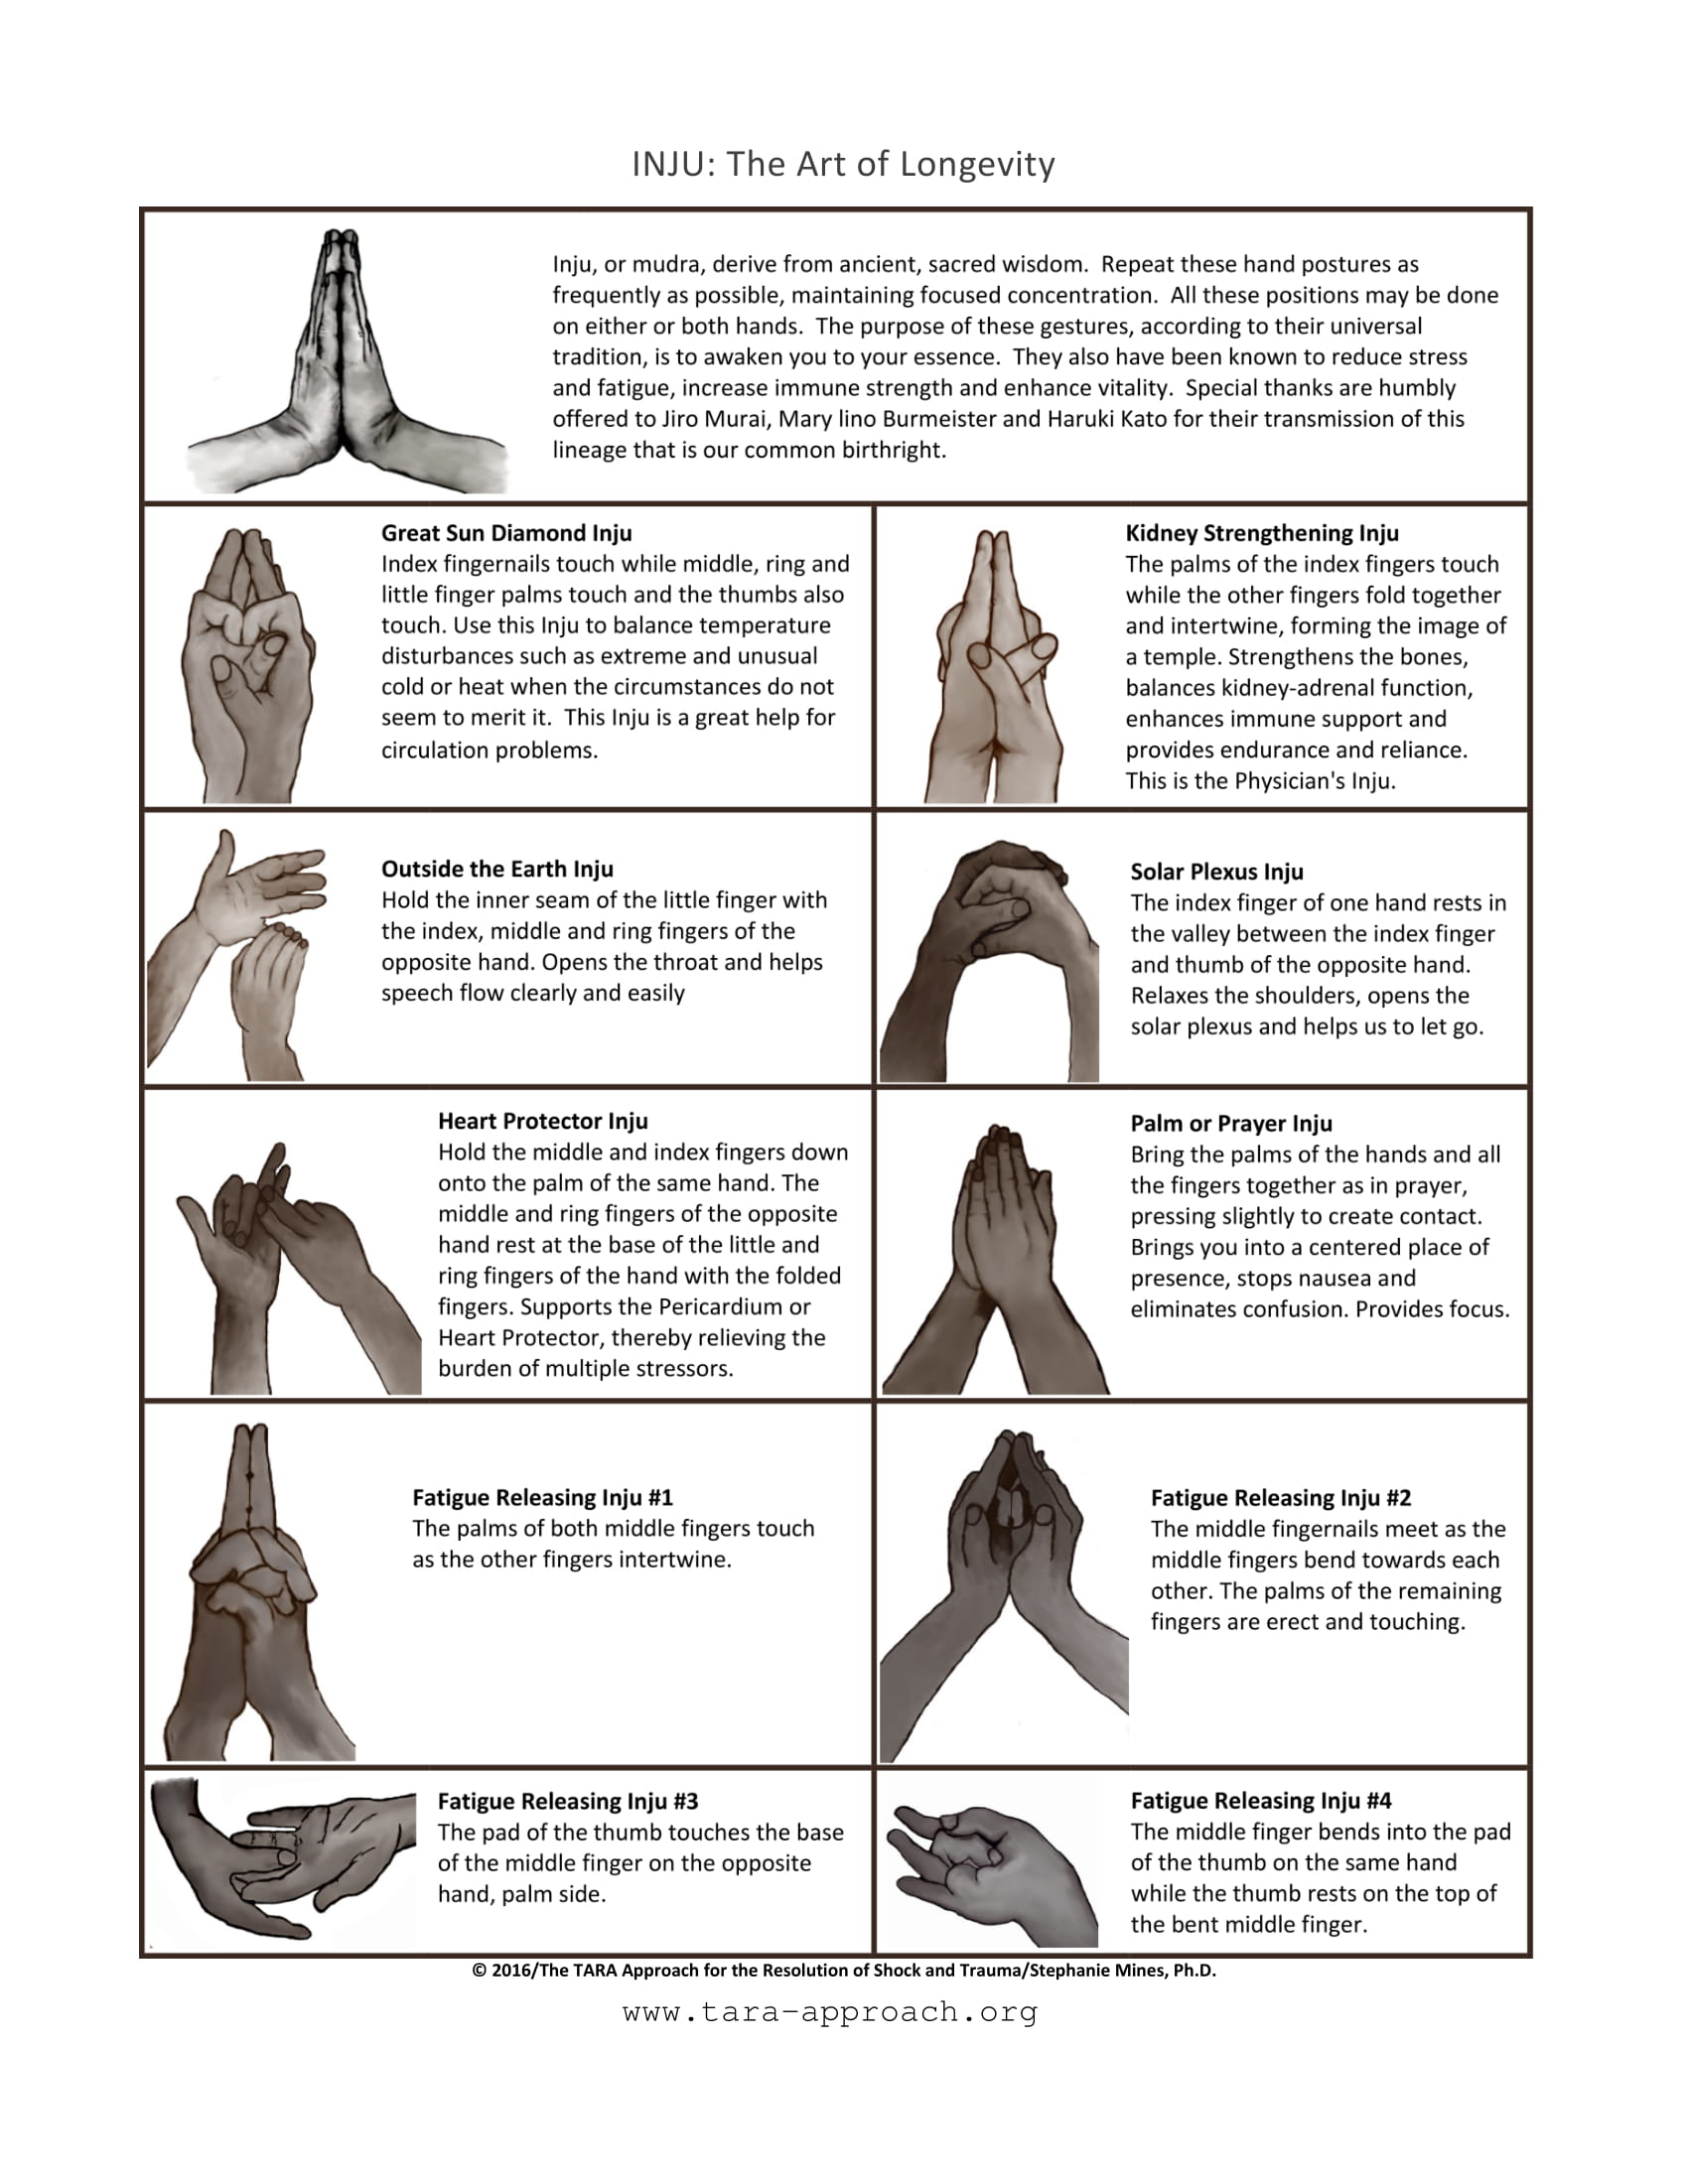 INJU: The Art of Longevity
Inju, or mudra, derive from ancient, sacred wisdom.  Repeat these hand postures as
frequently as possible, maintaining focused concentration.  All these positions may be done
on either or both hands.  The purpose of these gestures, according to their universal
tradition, is to awaken you to your essence.  They also have been known to reduce stress
and fatigue, increase immune strength and enhance vitality.  Special thanks are humbly
offered to Jiro Murai, Mary lino Burmeister and Haruki Kato for their transmission of this
lineage that is our common birthright.
Great Sun Diamond Inju
Index fingernails touch while middle, ring and
little finger palms touch and the thumbs also
touch. Use this Inju to balance temperature
disturbances such as extreme and unusual
cold or heat when the circumstances do not
seem to merit it.  This Inju is a great help for
circulation problems.
Kidney Strengthening Inju
The palms of the index fingers touch
while the other fingers fold together
and intertwine, forming the image of
a temple. Strengthens the bones,
balances kidney-adrenal function,
enhances immune support and
provides endurance and reliance.
This is the Physician's Inju.
Outside the Earth Inju
Hold the inner seam of the little finger with
the index, middle and ring fingers of the
opposite hand. Opens the throat and helps
speech flow clearly and easily
Solar Plexus Inju
The index finger of one hand rests in
the valley between the index finger
and thumb of the opposite hand.
Relaxes the shoulders, opens the
solar plexus and helps us to let go.
Heart Protector Inju
Hold the middle and index fingers down
onto the palm of the same hand. The
middle and ring fingers of the opposite
hand rest at the base of the little and
ring fingers of the hand with the folded
fingers. Supports the Pericardium or
Heart Protector, thereby relieving the
burden of multiple stressors.
Palm or Prayer Inju
Bring the palms of the hands and all
the fingers together as in prayer,
pressing slightly to create contact.
Brings you into a centered place of
presence, stops nausea and
eliminates confusion. Provides focus.
Fatigue Releasing Inju #1
The palms of both middle fingers touch
as the other fingers intertwine.
Fatigue Releasing Inju #2
The middle fingernails meet as the
middle fingers bend towards each
other. The palms of the remaining
fingers are erect and touching.
Fatigue Releasing Inju #3
The pad of the thumb touches the base
of the middle finger on the opposite
hand, palm side.
Fatigue Releasing Inju #4
The middle finger bends into the pad
of the thumb on the same hand
while the thumb rests on the top of
the bent middle finger.
© 2016/The TARA Approach for the Resolution of Shock and Trauma/Stephanie Mines, Ph.D.
www.tara-approach.org